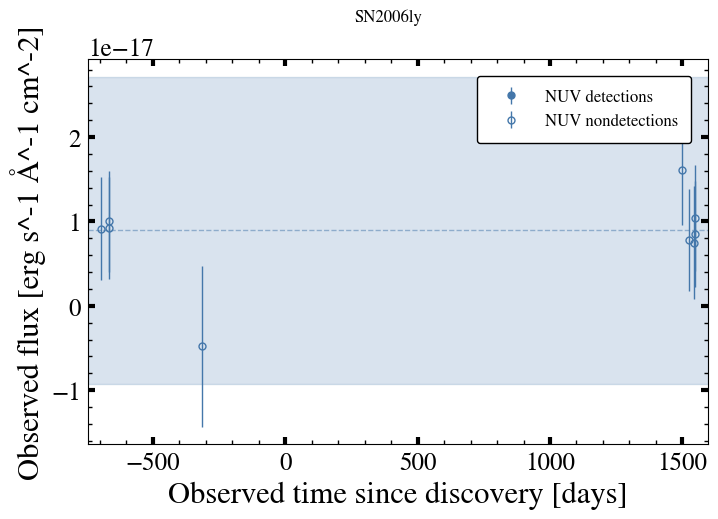 SN2006ly
1e−17
Observed flux [erg s^-1 Å^-1 cm^-2]
2
1
0
−1
NUV detections
NUV nondetections
−500
0
500
1000
1500
Observed time since discovery [days]